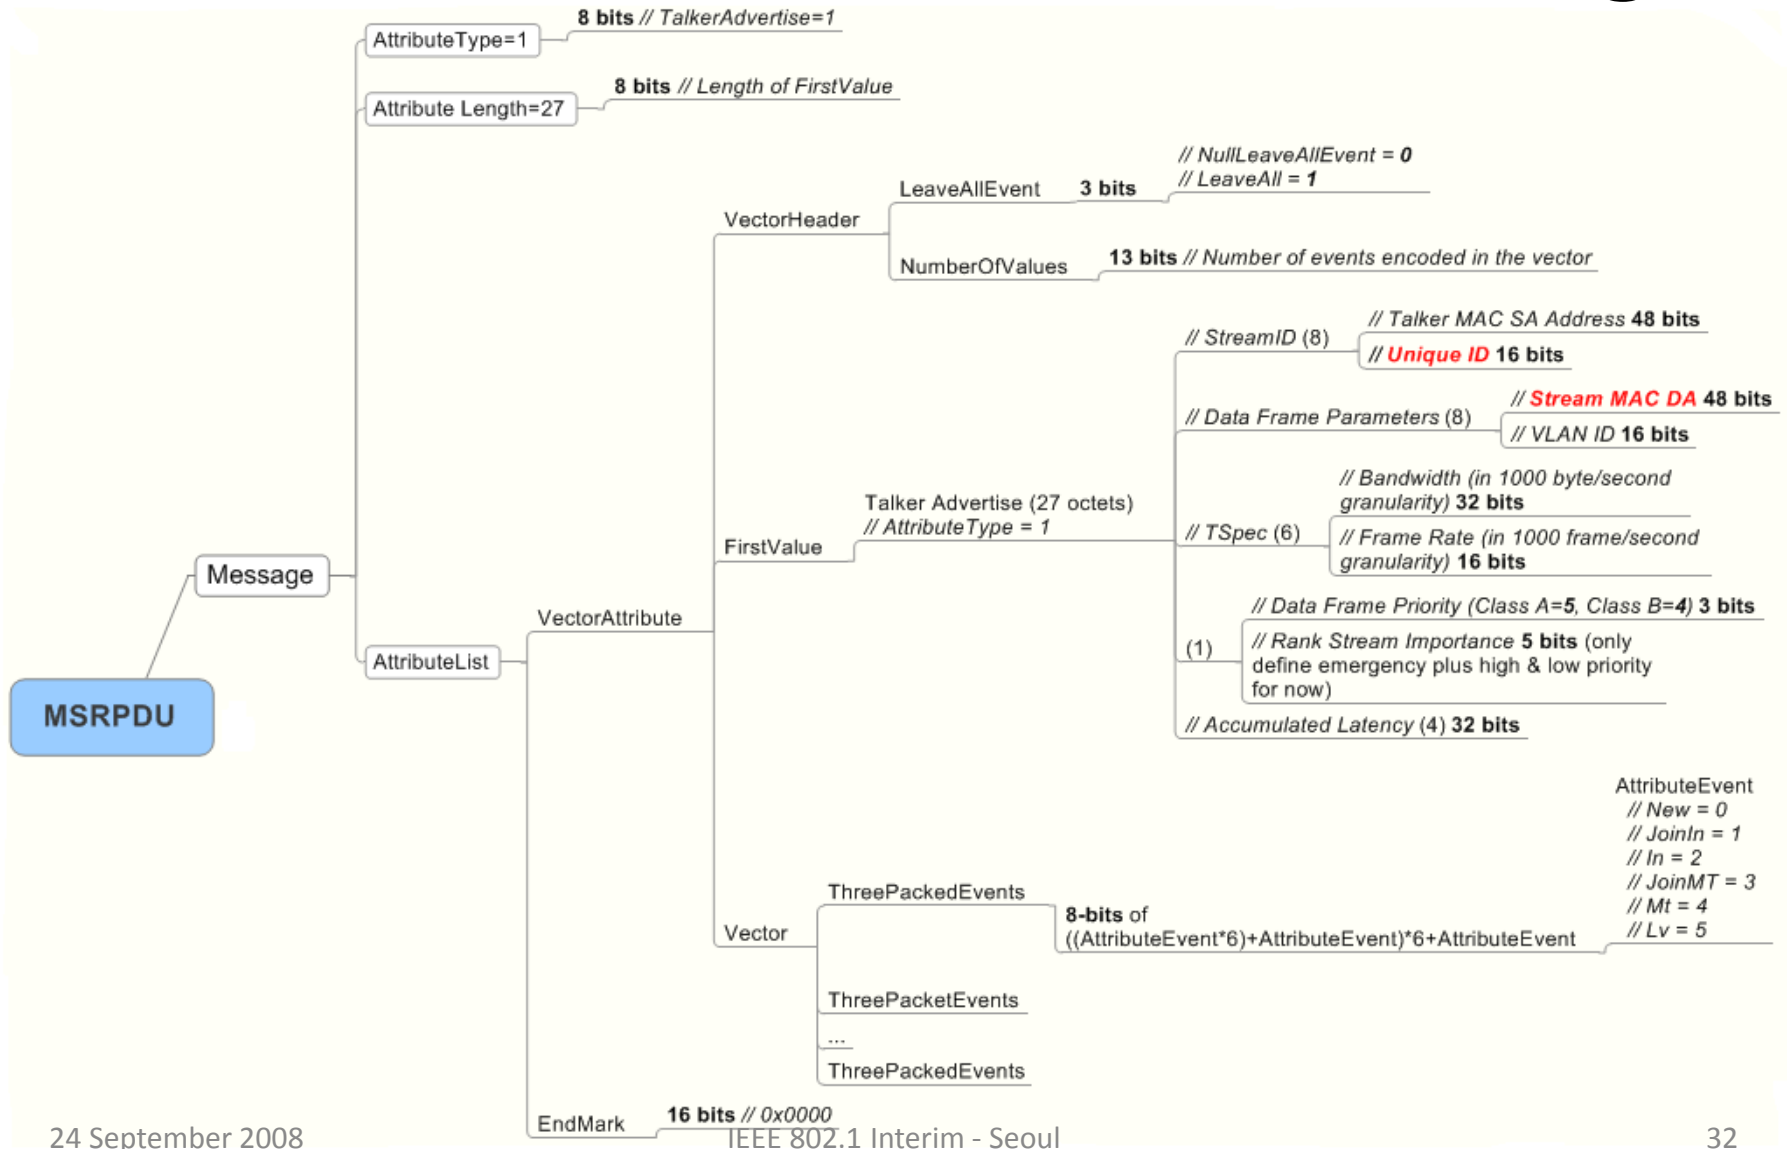 8 bits // TalkerAdvertise=1
AttributeType=1
8 bits // Length of FirstValue
Attribute Length=27
// NullLeaveAllEvent = 0
// LeaveAll = 1
LeaveAllEvent
3 bits
VectorHeader
NumberOfValues
13 bits // Number of events encoded in the vector
// Talker MAC SA Address 48 bits
// StreamID (8)
// Unique ID 16 bits
// Stream MAC DA 48 bits
// Data Frame Parameters (8)
// VLAN ID 16 bits
// Bandwidth (in 1000 byte/second
granularity) 32 bits
Talker Advertise (27 octets)
// AttributeType = 1
// TSpec (6)
// Frame Rate (in 1000 frame/second
granularity) 16 bits
FirstValue
Message
// Data Frame Priority (Class A=5, Class B=4) 3 bits
VectorAttribute
(1)
// Rank Stream Importance 5 bits (only
define emergency plus high & low priority
for now)
AttributeList
MSRPDU
// Accumulated Latency (4) 32 bits
AttributeEvent
// New = 0
// JoinIn = 1
// In = 2
// JoinMT = 3
// Mt = 4
// Lv = 5
ThreePackedEvents
8-bits of
((AttributeEvent*6)+AttributeEvent)*6+AttributeEvent
Vector
ThreePacketEvents
...
ThreePackedEvents
EndMark
16 bits // 0x0000
24 September 2008
IEEE 802.1 Interim - Seoul
32